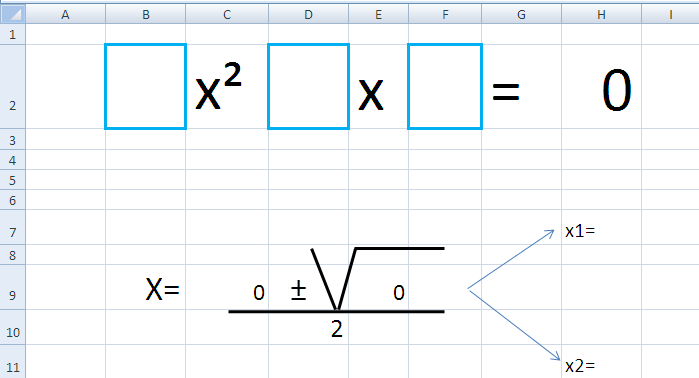 A B C D E F G H I
1
2 x² x = 0
3
4
5
6
7 x1=
8
9 X= 0 ± √ 0
10 2
11 x2=